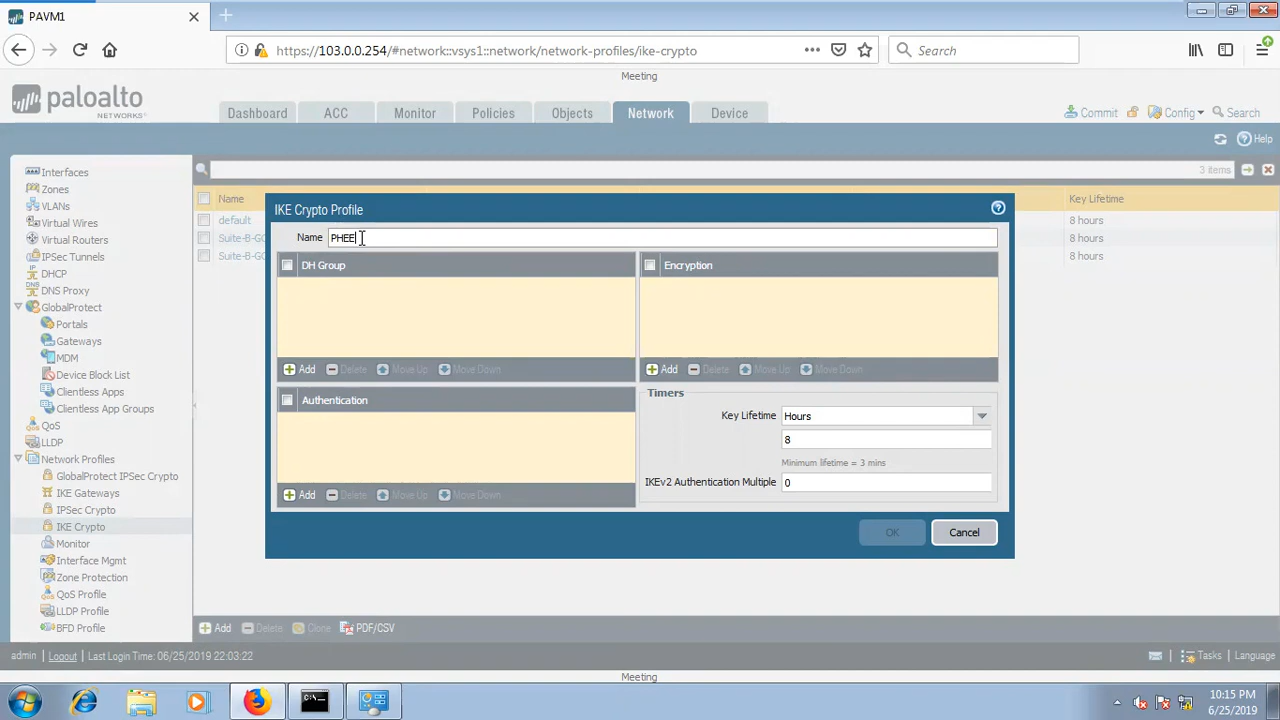 PAVM1
https://103.0.0.254/#network::vsys1::network/network-profiles/ike-crypto
Search
Meeting
paloalto
NETWORKS
Dashboard
ACC
Monitor
Policies
Objects
Network
Device
Commit
Config
Search
Help
Interfaces
Zones
VLANs
Virtual Wires
Virtual Routers
IPSec Tunnels
DHCP
DNS Proxy
GlobalProtect
Portals
Gateways
MDM
Device Block List
Clientless Apps
Clientless App Groups
QoS
LLDP
Network Profiles
GlobalProtect IPSec Crypto
IKE Gateways
IPSec Crypto
IKE Crypto
Monitor
Interface Mgmt
Zone Protection
QoS Profile
LLDP Profile
BFD Profile
3 items
Name
Key Lifetime
default
8 hours
Suite-B-GC
8 hours
Suite-B-GC
8 hours
IKE Crypto Profile
Name PHEE
DH Group
Add Delete Move Up Move Down
Encryption
Add Delete Move Up Move Down
Authentication
Add Delete Move Up Move Down
Timers
Key Lifetime Hours
8
Minimum lifetime = 3 mins
IKEv2 Authentication Multiple 0
OK
Cancel
Add Delete Clone PDF/CSV
admin Logout Last Login Time: 06/25/2019 22:03:22
Tasks Language
Meeting
10:15 PM
6/25/2019